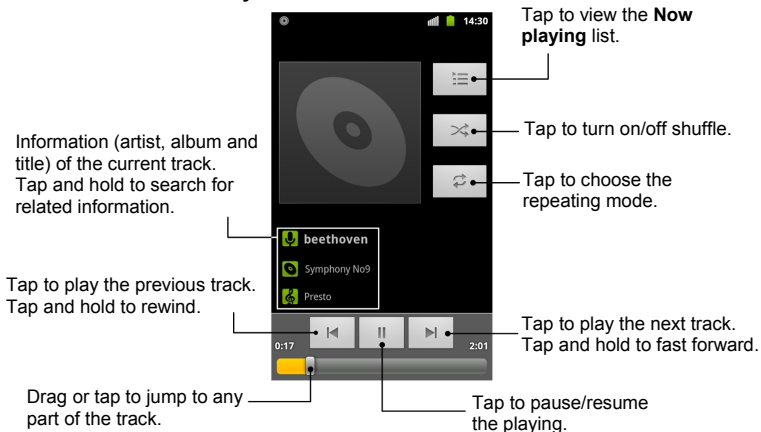 14:30
Tap to view the Now
playing list.
Tap to turn on/off shuffle.
Tap to choose the
repeating mode.
Information (artist, album and
title) of the current track.
Tap and hold to search for
related information.
beethoven
Symphony No9
Presto
Tap to play the previous track.
Tap and hold to rewind.
0:17
2:01
Tap to play the next track.
Tap and hold to fast forward.
Drag or tap to jump to any
part of the track.
Tap to pause/resume
the playing.